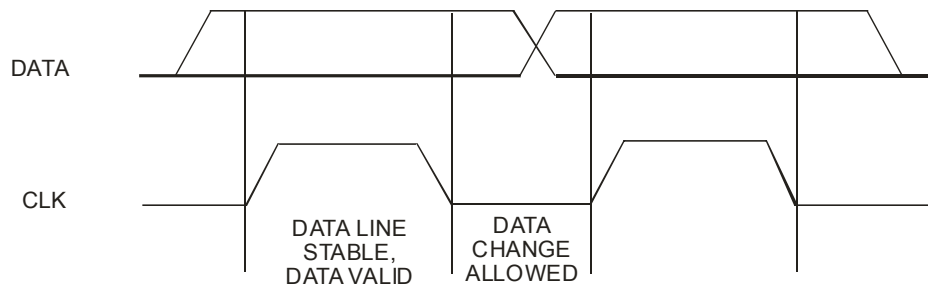 DATA
CLK
DATA LINE
STABLE,
DATA VALID
DATA
CHANGE
ALLOWED